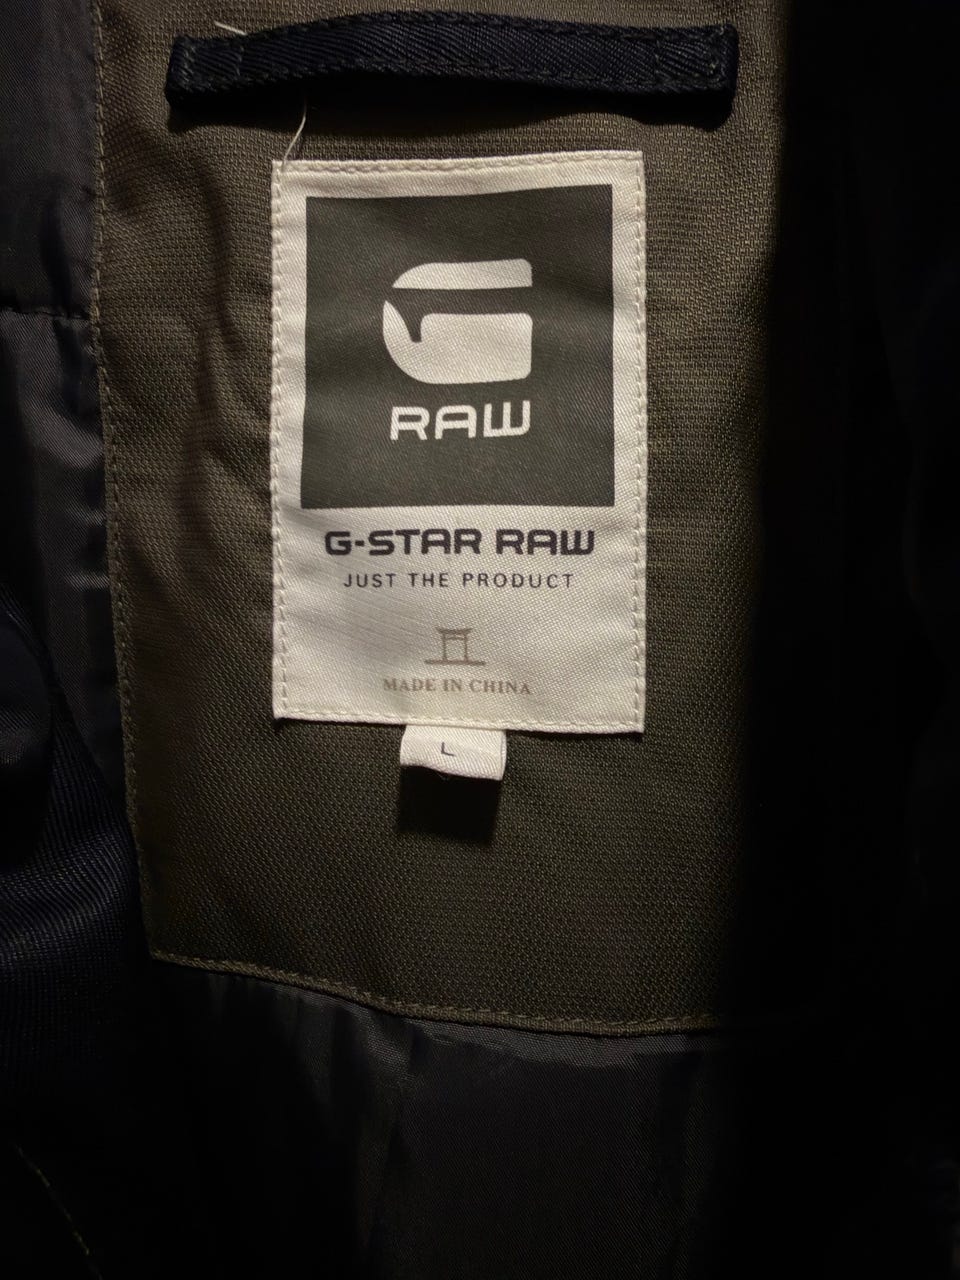 RAW
G-STAR RAW
JUST THE PRODUCT
MADE IN CHINA
L